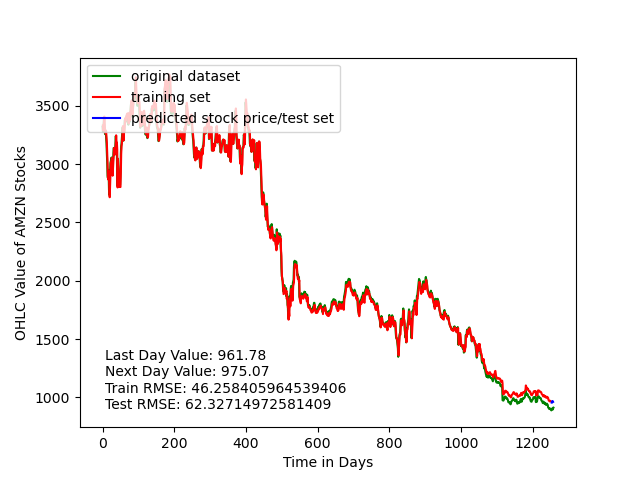 original dataset
training set
predicted stock price/test set
3500
3000
2500
2000
1500
1000
OHLC Value of AMZN Stocks
Last Day Value: 961.78
Next Day Value: 975.07
Train RMSE: 46.258405964539406
Test RMSE: 62.32714972581409
0 200 400 600 800 1000 1200
Time in Days